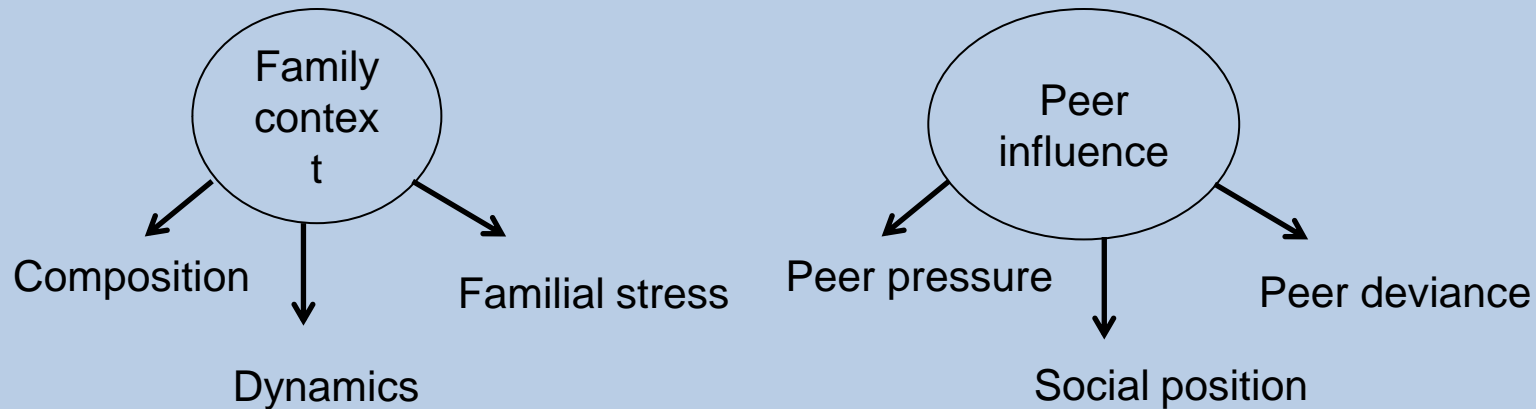 Family
contex
t
Peer
influence
Composition
Familial stress
Dynamics
Peer pressure
Peer deviance
Social position